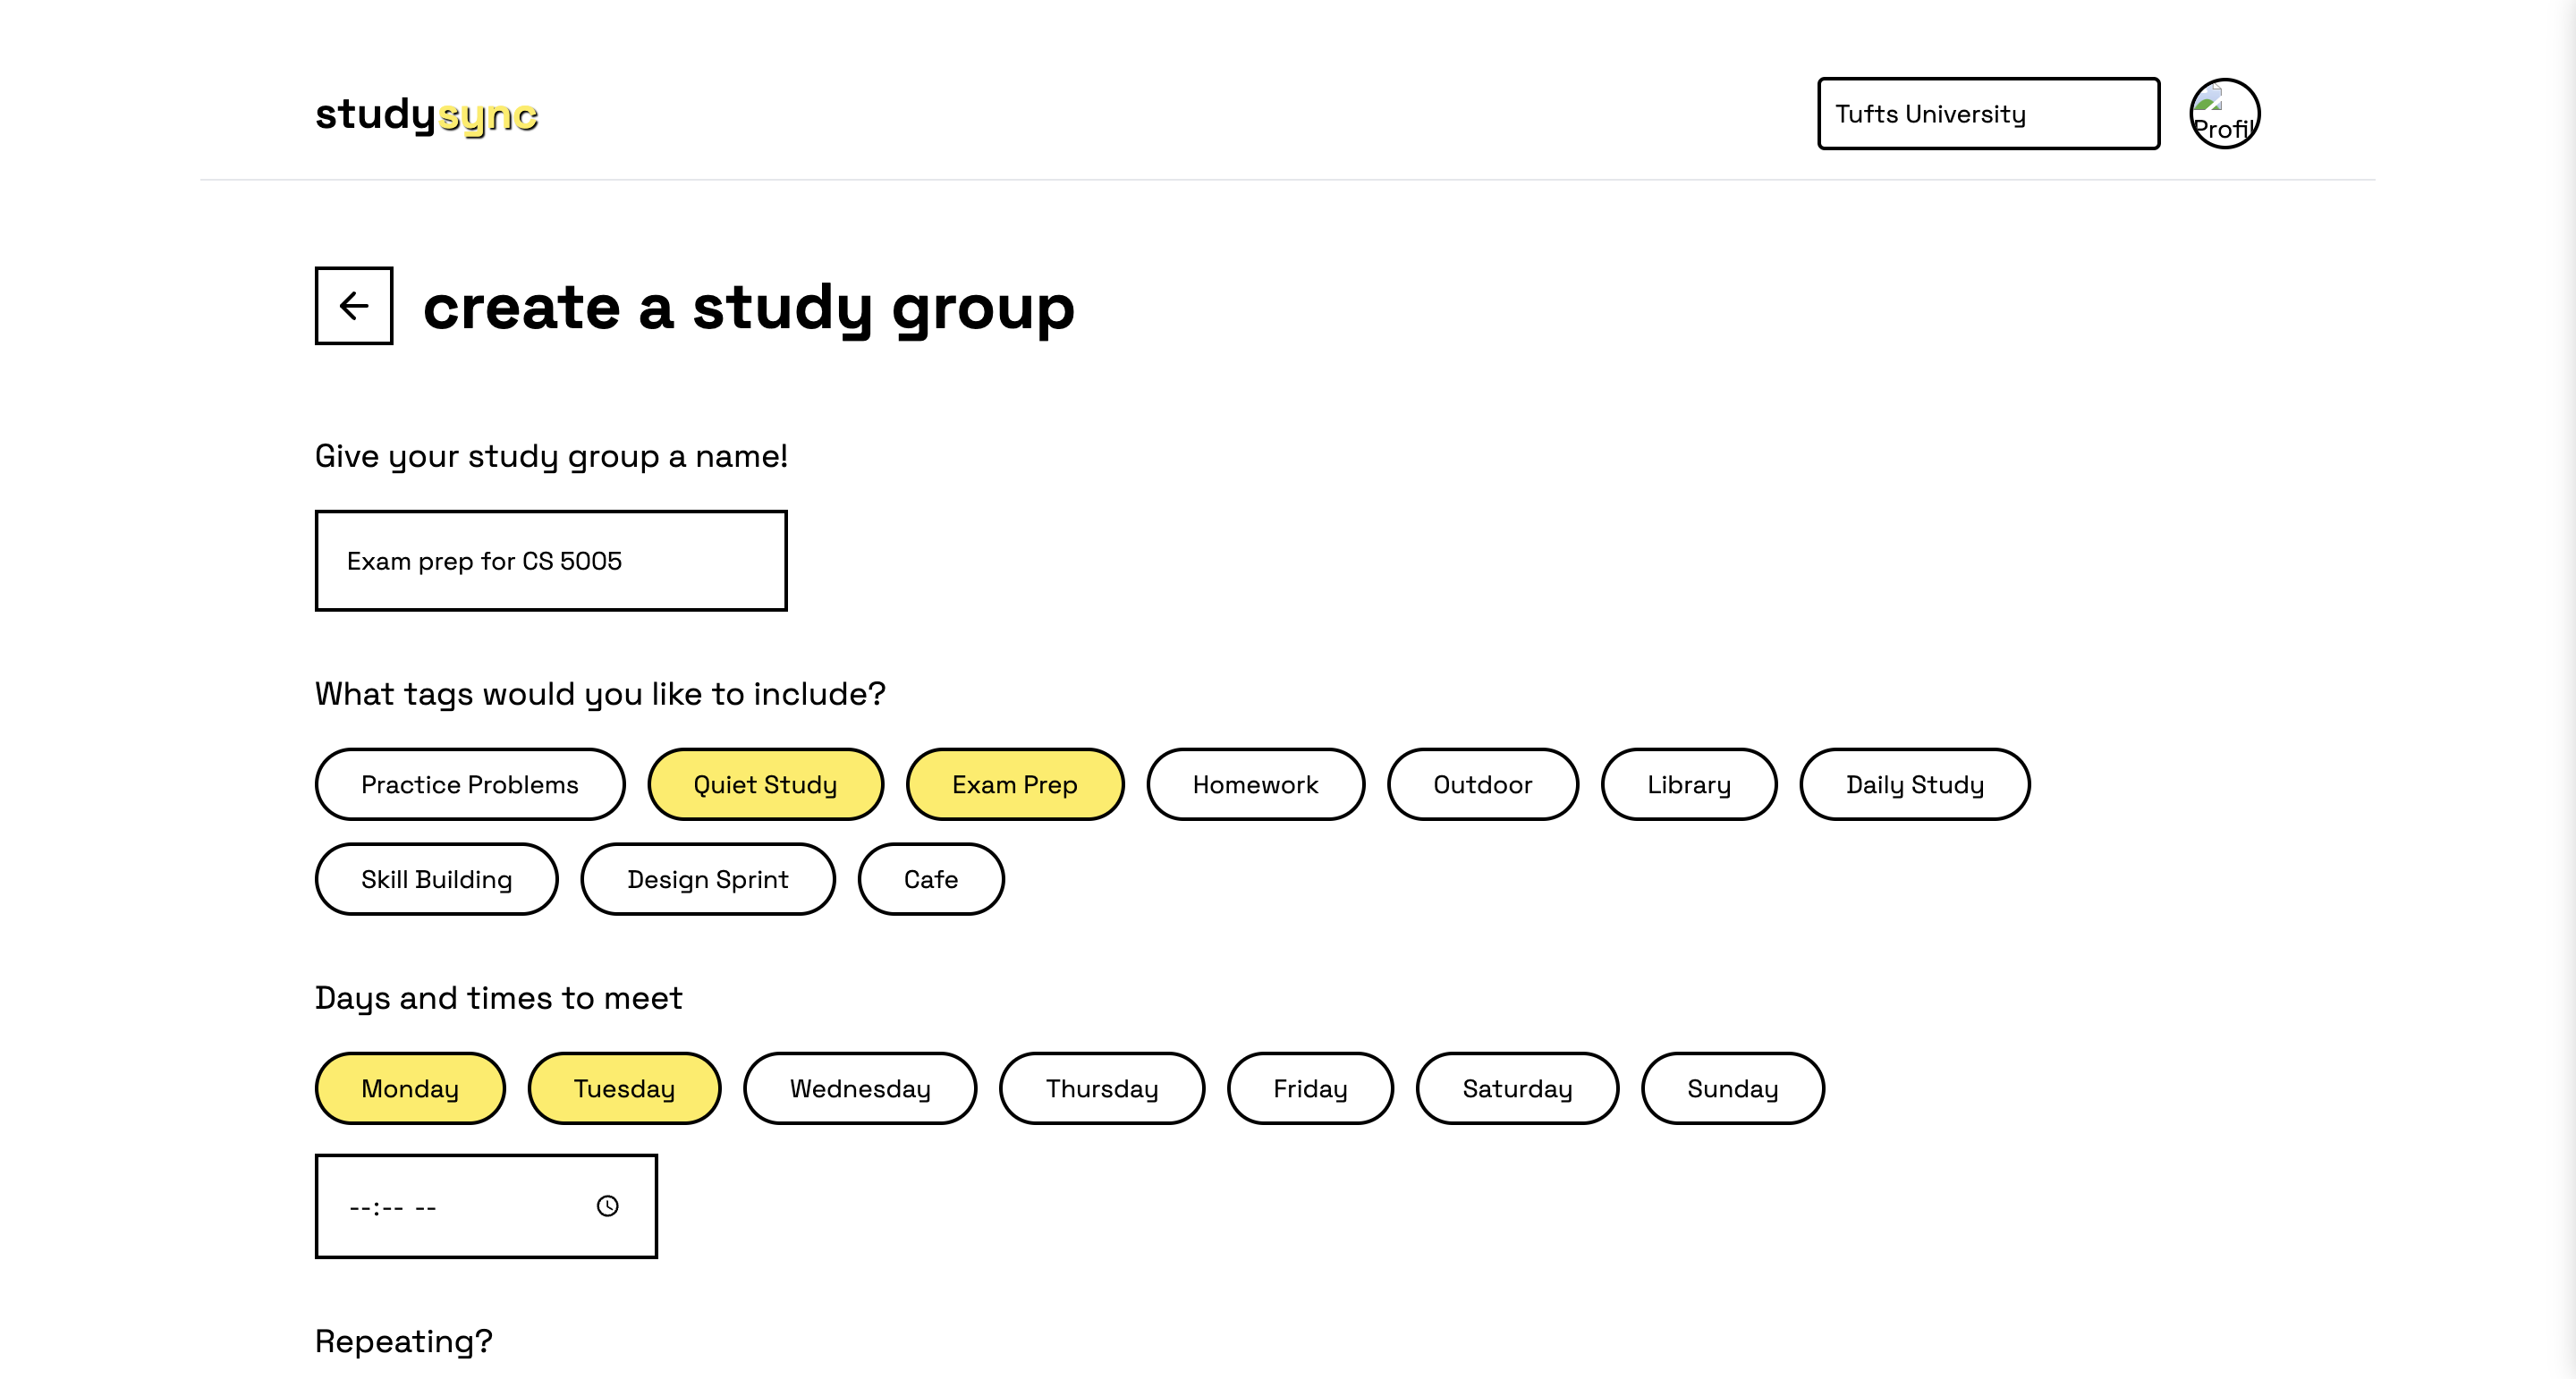 studysync
Tufts University
Profil
create a study group
Give your study group a name!
Exam prep for CS 5005
What tags would you like to include?
Practice Problems Quiet Study Exam Prep Homework Outdoor Library Daily Study
Skill Building Design Sprint Cafe
Days and times to meet
Monday Tuesday Wednesday Thursday Friday Saturday Sunday
--:-- --
Repeating?